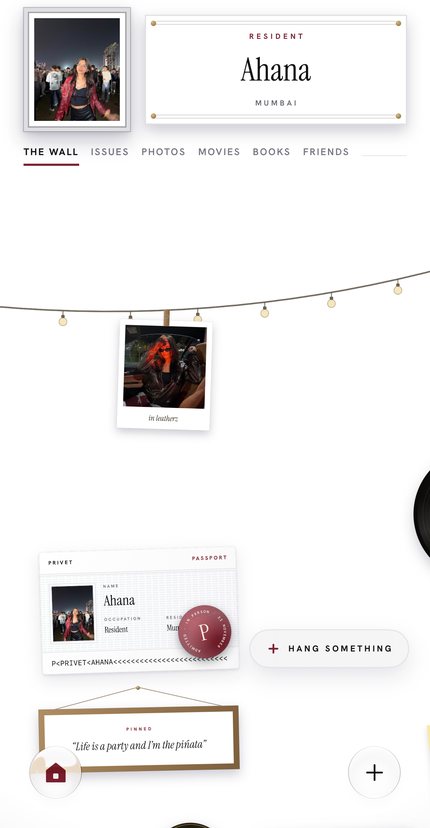 RESIDENT
Ahana
MUMBAI
THE WALL ISSUES PHOTOS MOVIES BOOKS FRIENDS
in leatherz
PRIVET PASSPORT
NAME
Ahana
OCCUPATION
Resident
P
P<PRIVET<AHANA<<<<<<<<<<<<<<<<<<<<<<<<<<
+ HANG SOMETHING
PINNED
"Life is a party and I'm the piñata"